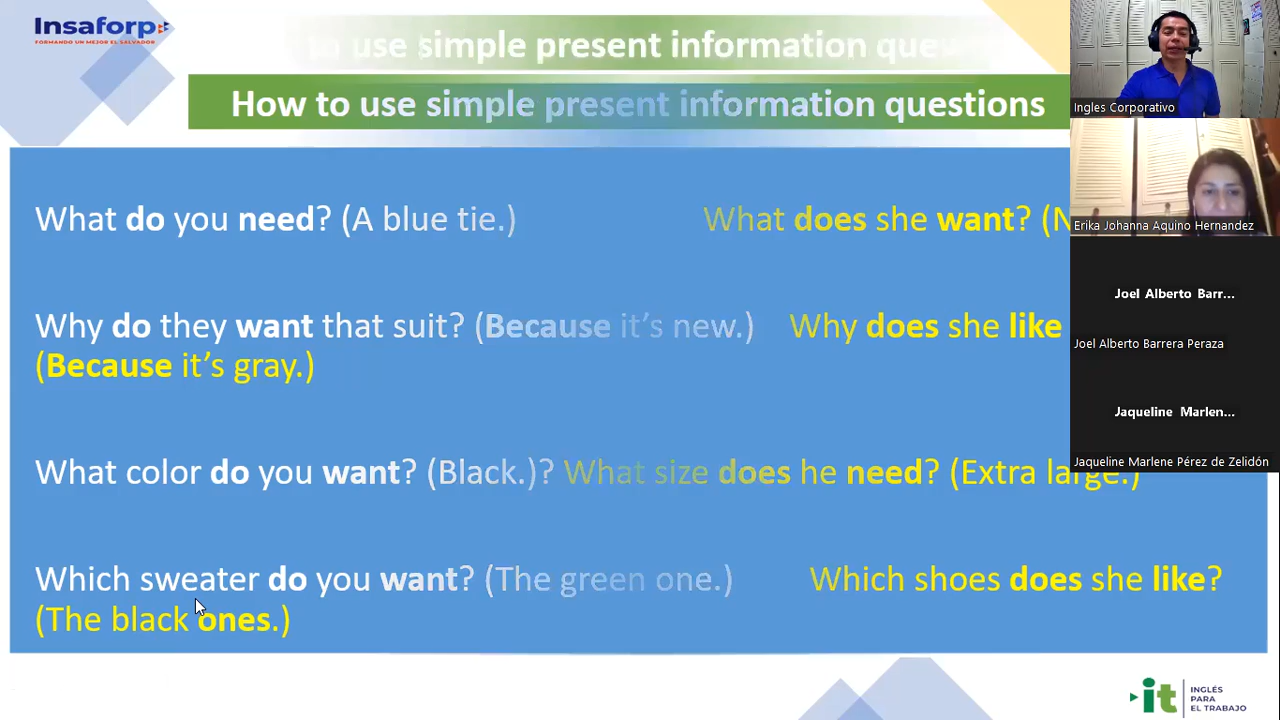 Insaforp
FORMANDO UN MEJOR EL SALVADOR
use simple present information
How to use simple present information questions
What do you need? (A blue tie.) What does she want? (N
Why do they want that suit? (Because it's new.) Why does she like
(Because it's gray.)
What color do you want? (Black.)? What size does he need? (Extra large.)
Which sweater do you want? (The green one.) Which shoes does she like?
(The black ones.)
Ingles Corporativo
Erika Johanna Aquino Hernandez
Joel Alberto Barr...
Joel Alberto Barrera Peraza
Jaqueline Marlen...
Jaqueline Marlene Pérez de Zelidón
it
INGLÉS
PARA
EL TRABAJO